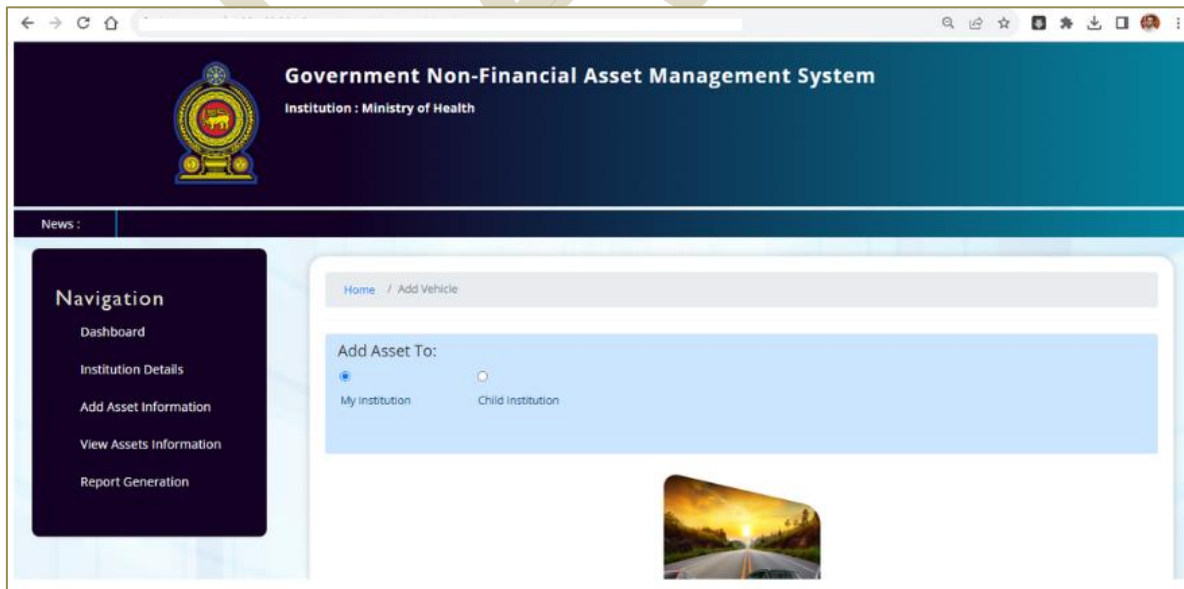 Government Non-Financial Asset Management System
Institution : Ministry of Health
News :
Navigation
Dashboard
Institution Details
Add Asset Information
View Assets Information
Report Generation
Home / Add Vehicle
Add Asset To:
My institution Child institution